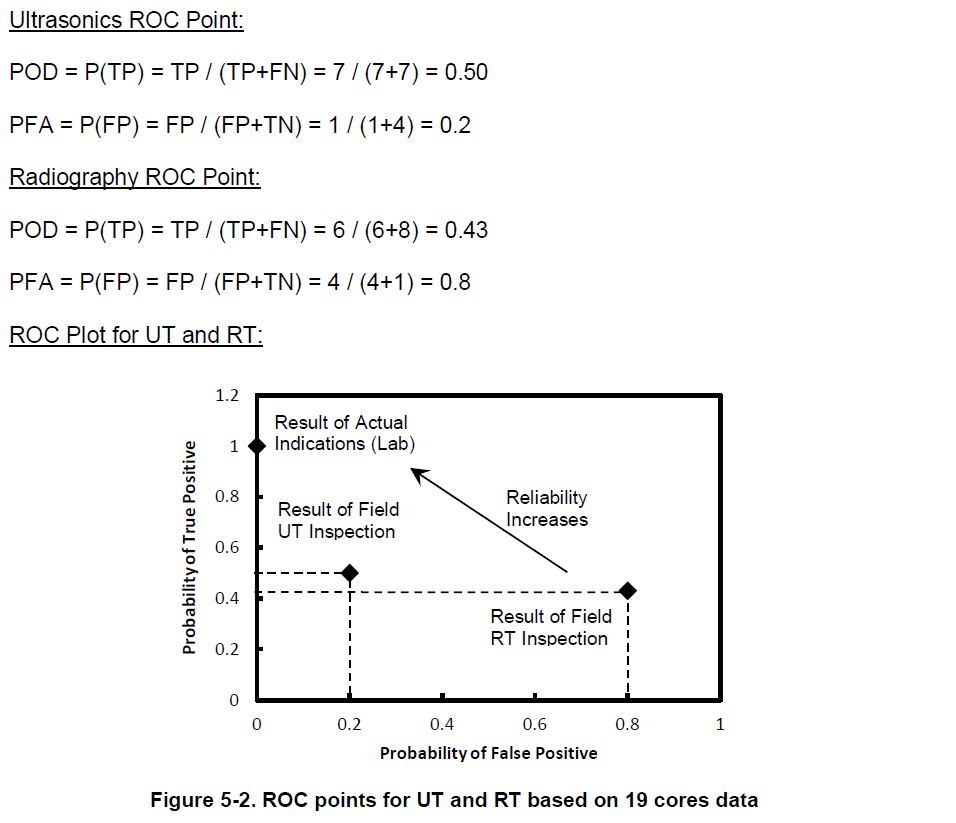 Ultrasonics ROC Point:
POD = P(TP) = TP / (TP+FN) = 7 / (7+7) = 0.50
PFA = P(FP) = FP / (FP+TN) = 1 / (1+4) = 0.2
Radiography ROC Point:
POD = P(TP) = TP / (TP+FN) = 6 / (6+8) = 0.43
PFA = P(FP) = FP / (FP+TN) = 4 / (4+1) = 0.8
ROC Plot for UT and RT:
1.2
1
0.8
0.6
0.4
0.2
0
Probability of True Positive
Result of Actual
Indications (Lab)
Reliability
Increases
Result of Field
UT Inspection
Result of Field
RT Inspection
0 0.2 0.4 0.6 0.8 1
Probability of False Positive
Figure 5-2. ROC points for UT and RT based on 19 cores data